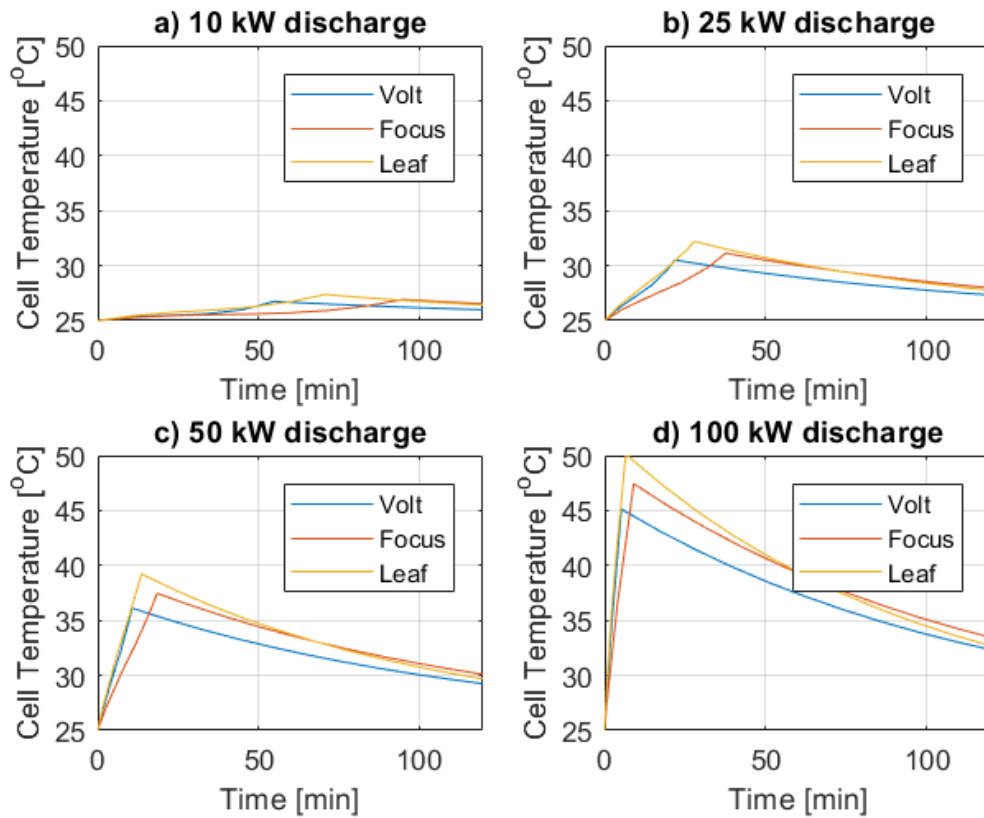 a) 10 kW discharge
Cell Temperature [°C]
50
45
40
35
30
25
Volt
Focus
Leaf
0
50
100
Time [min]
b) 25 kW discharge
Cell Temperature [°C]
50
45
40
35
30
25
Volt
Focus
Leaf
0
50
100
Time [min]
c) 50 kW discharge
Cell Temperature [°C]
50
45
40
35
30
25
Volt
Focus
Leaf
0
50
100
Time [min]
d) 100 kW discharge
Cell Temperature [°C]
50
45
40
35
30
25
Volt
Focus
Leaf
0
50
100
Time [min]